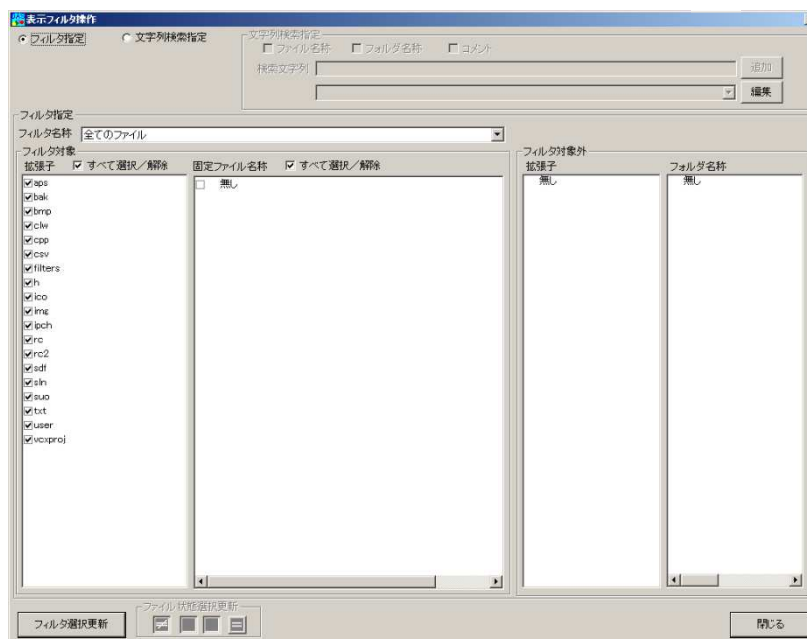 表示フィルタ操作
フィルタ指定 文字列検索指定
文字列検索指定
ファイル名称 フォルダ名称 コメント
検索文字列 追加
編集
フィルタ指定
フィルタ名称 全てのファイル
フィルタ対象 フィルタ対象外
拡張子 すべて選択/解除 固定ファイル名称 すべて選択/解除 拡張子 フォルダ名称
aps 無し 無し 無し
bak
bmp
clw
cpp
csv
filters
h
ico
img
ipch
rc
rc2
sdf
sln
suo
txt
user
vcxproj
ファイル状態選択更新
フィルタ選択更新 閉じる